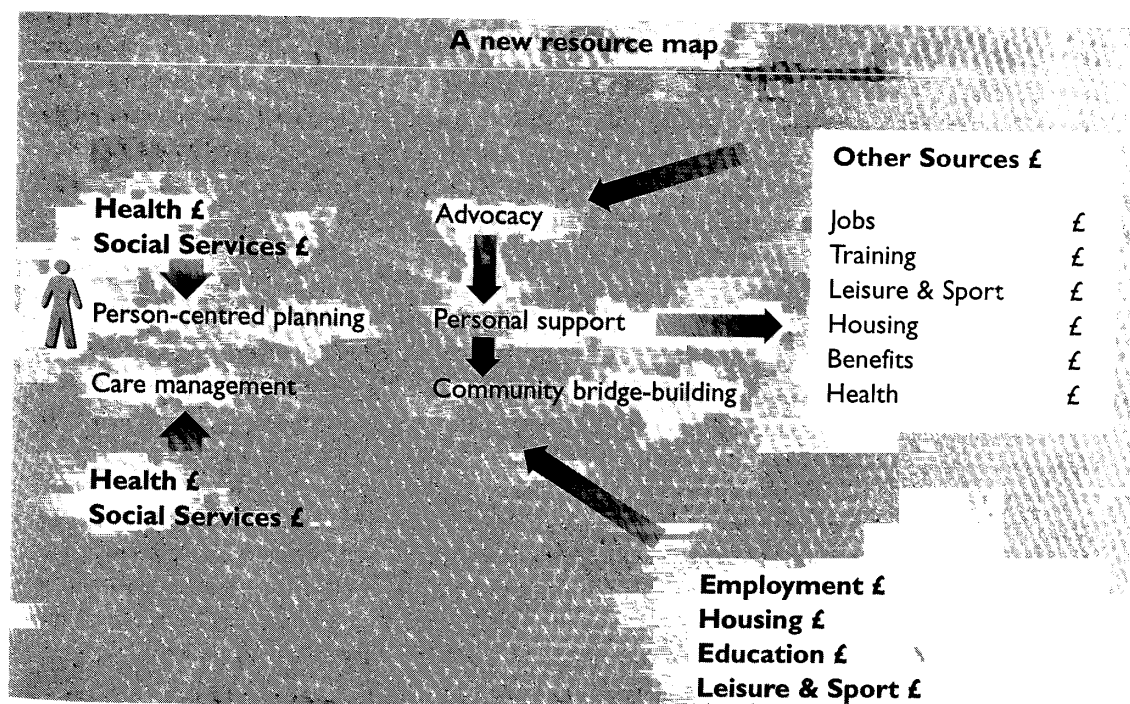 A new resource map
Health £
Social Services £
Person-centred planning
Care management
Health £
Social Services £
Advocacy
Personal support
Community bridge-building
Other Sources £
Jobs £
Training £
Leisure & Sport £
Housing £
Benefits £
Health £
Employment £
Housing £
Education £
Leisure & Sport £